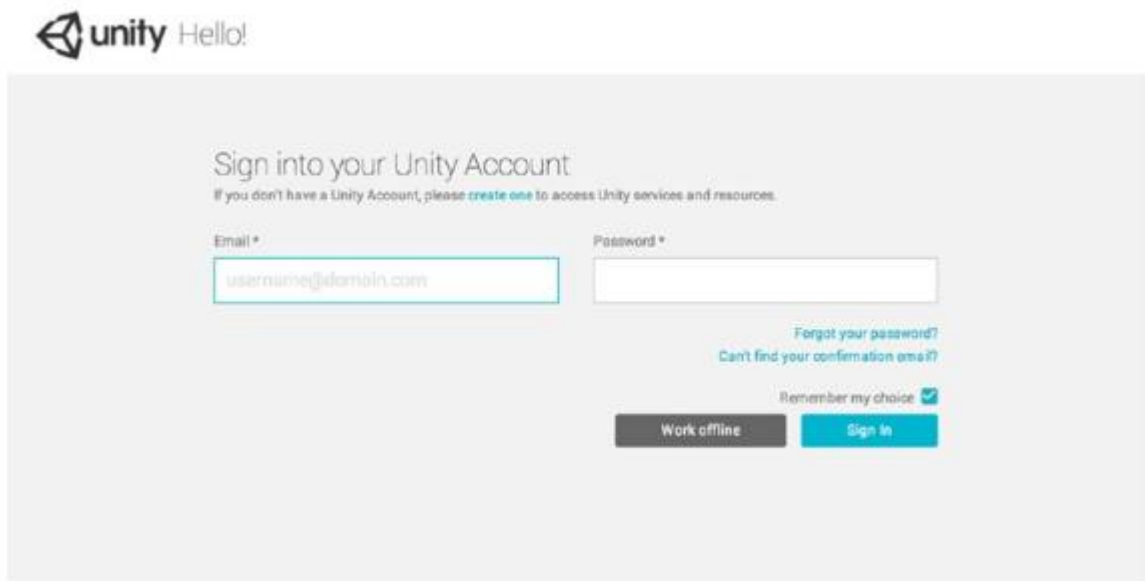 unity Hello!
Sign into your Unity Account
If you don't have a Unity Account, please create one to access Unity services and resources.
Email *
Password *
username@domain.com
Forgot your password?
Can't find your confirmation email?
Remember my choice
Work offline
Sign In